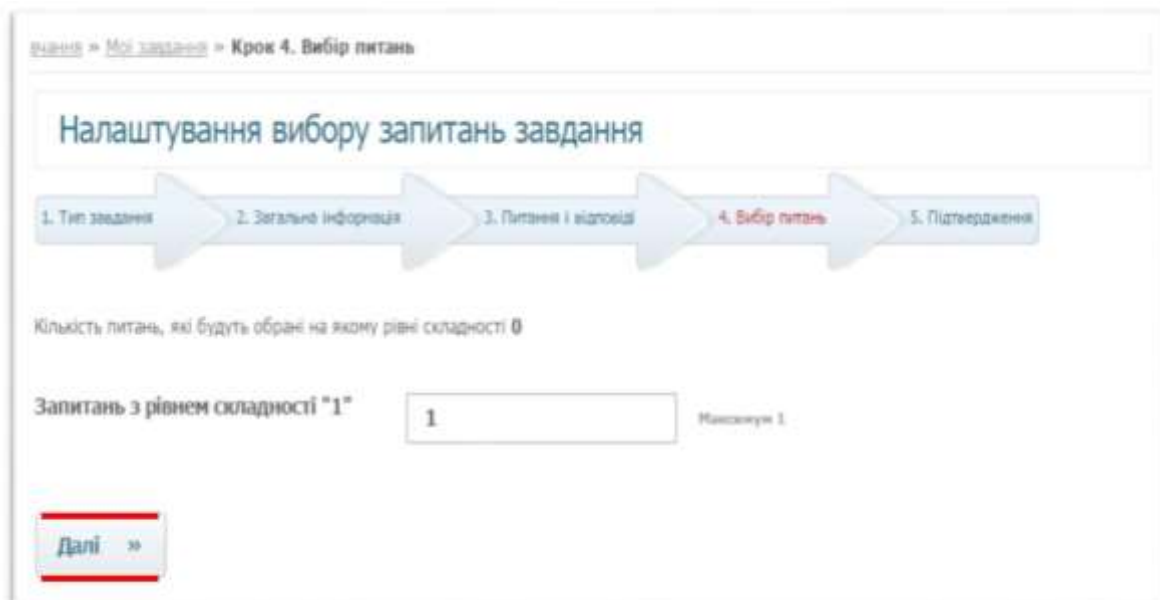 вчання » Мої завдання » Крок 4. Вибір питань
Налаштування вибору запитань завдання
1. Тип завдання
2. Загальна інформація
3. Питання і відповіді
4. Вибір питань
5. Підтвердження
Кількість питань, які будуть обрані на якому рівні складності 0
Запитань з рівнем складності "1"
1
Максимум 1
Далі »